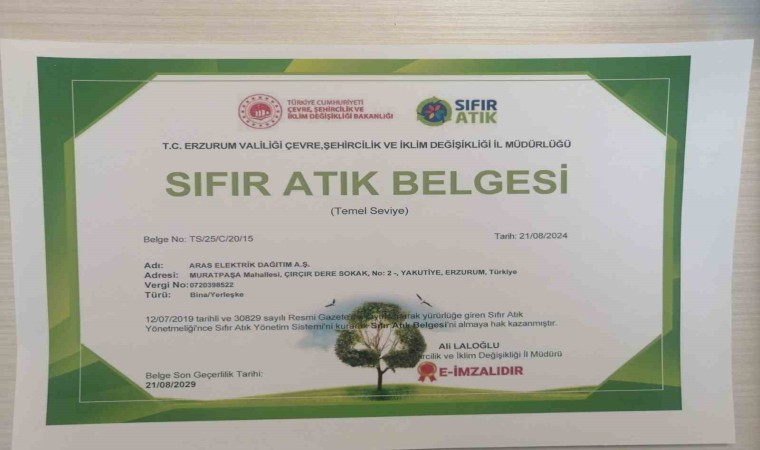 TÜRKİYE CUMHURİYETİ
ÇEVRE, ŞEHİRCİLİK VE
İKLİM DEĞİŞİKLİĞİ BAKANLIĞI
SIFIR
ATIK
T.C. ERZURUM VALİLİĞİ ÇEVRE,ŞEHİRCİLİK VE İKLİM DEĞİŞİKLİĞİ İL MÜDÜRLÜĞÜ
SIFIR ATIK BELGESİ
(Temel Seviye)
Belge No: TS/25/C/20/15
Tarih: 21/08/2024
Adı: ARAS ELEKTRİK DAĞITIM A.Ş.
Adresi: MURATPAŞA Mahallesi, ÇIRÇIR DERE SOKAK, No: 2 -, YAKUTİYE, ERZURUM, Türkiye
Vergi No: 0720398522
Türü: Bina/Yerleşke
12/07/2019 tarihli ve 30829 sayılı Resmi Gazete'de yürürlüğe giren Sıfır Atık
Yönetmeliği'nce Sıfır Atık Yönetim Sistemi'ni Sıfır Atık Belgesi'ni almaya hak kazanmıştır.
Ali LALOĞLU
ircilik ve İklim Değişikliği İl Müdürü
E-İMZALIDIR
Belge Son Geçerlilik Tarihi:
21/08/2029